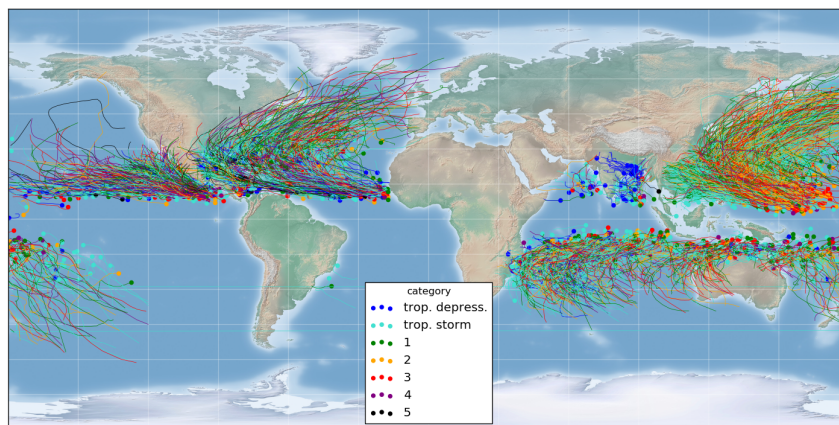 category
trop. depress.
trop. storm
1
2
3
4
5